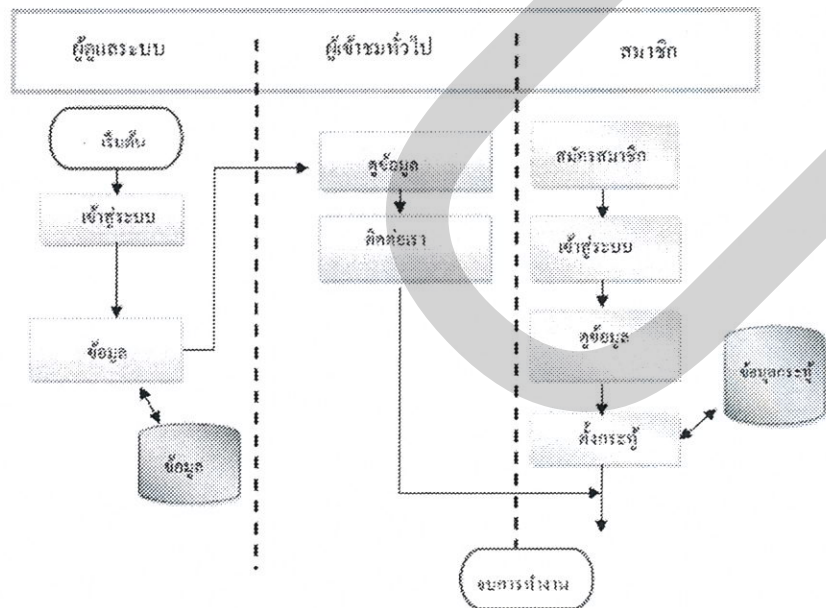 ผู้ดูแลระบบ
ผู้เข้าชมทั่วไป
สมาชิก
เริ่มต้น
เข้าสู่ระบบ
ข้อมูล
ข้อมูล
ดูข้อมูล
ติดต่อเรา
สมัครสมาชิก
เข้าสู่ระบบ
ดูข้อมูล
ตั้งกระทู้
ข้อมูลกระทู้
จบการทำงาน